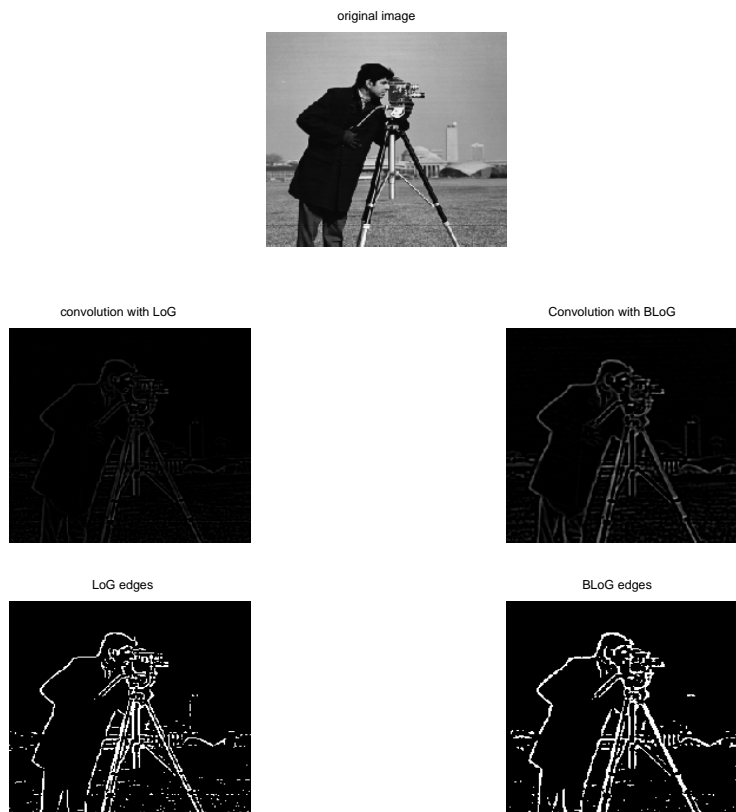 original image
convolution with LoG
Convolution with BLoG
LoG edges
BLoG edges